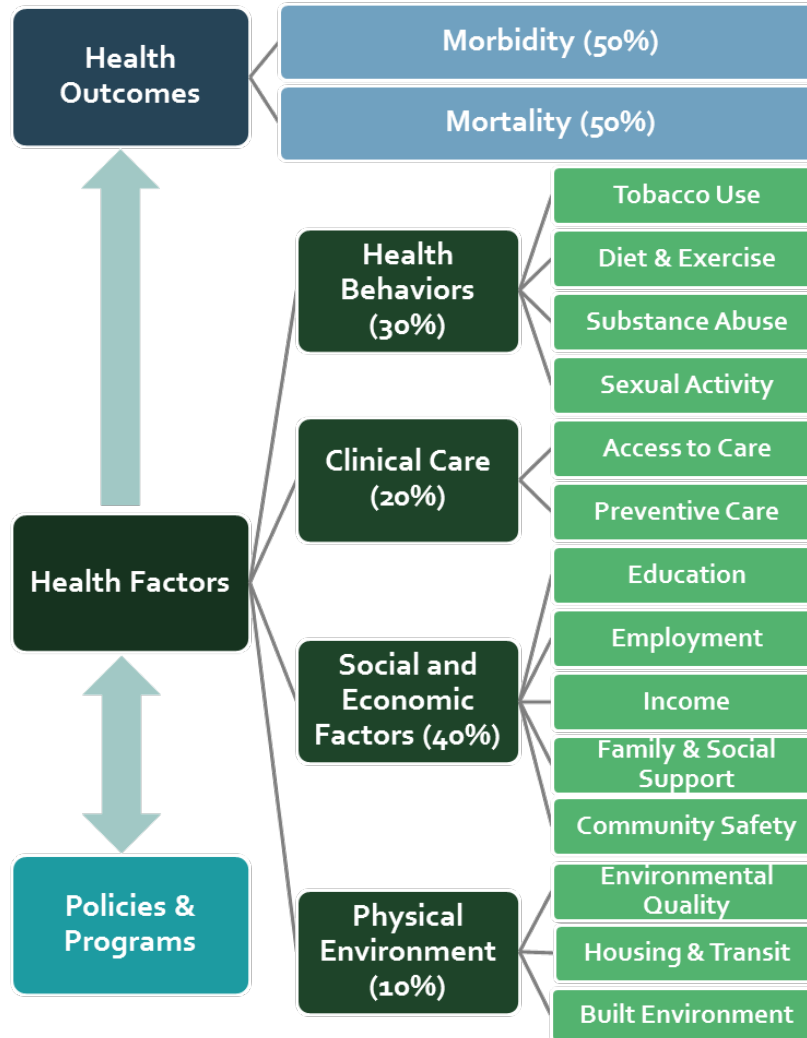 Health
Outcomes
Morbidity (50%)
Mortality (50%)
Health Factors
Health
Behaviors
(30%)
Tobacco Use
Diet & Exercise
Substance Abuse
Sexual Activity
Clinical Care
(20%)
Access to Care
Preventive Care
Social and
Economic
Factors (40%)
Education
Employment
Income
Family & Social
Support
Community Safety
Physical
Environment
(10%)
Environmental
Quality
Housing & Transit
Built Environment
Policies &
Programs